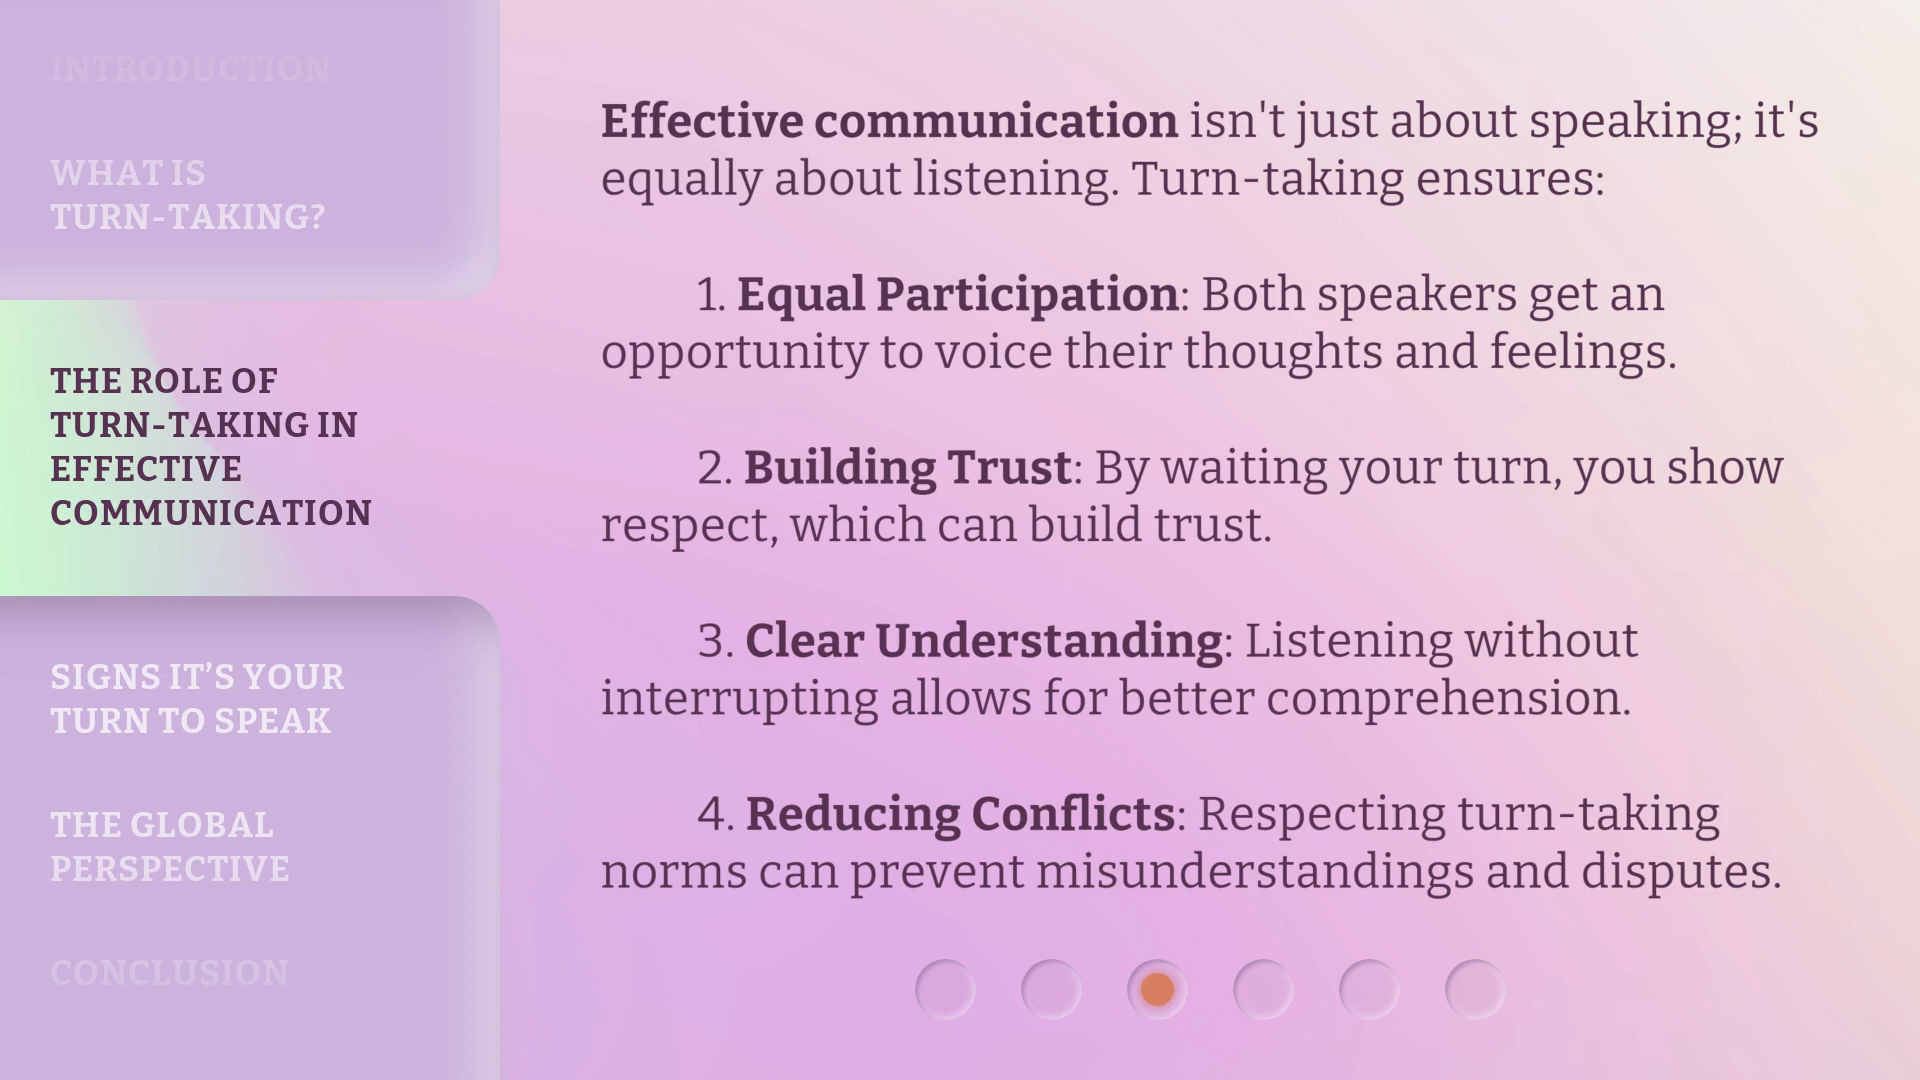 INTRODUCTION
WHAT IS
TURN-TAKING?
THE ROLE OF
TURN-TAKING IN
EFFECTIVE
COMMUNICATION
SIGNS IT’S YOUR
TURN TO SPEAK
THE GLOBAL
PERSPECTIVE
CONCLUSION
Effective communication isn't just about speaking; it's
equally about listening. Turn-taking ensures:
1. Equal Participation: Both speakers get an
opportunity to voice their thoughts and feelings.
2. Building Trust: By waiting your turn, you show
respect, which can build trust.
3. Clear Understanding: Listening without
interrupting allows for better comprehension.
4. Reducing Conflicts: Respecting turn-taking
norms can prevent misunderstandings and disputes.